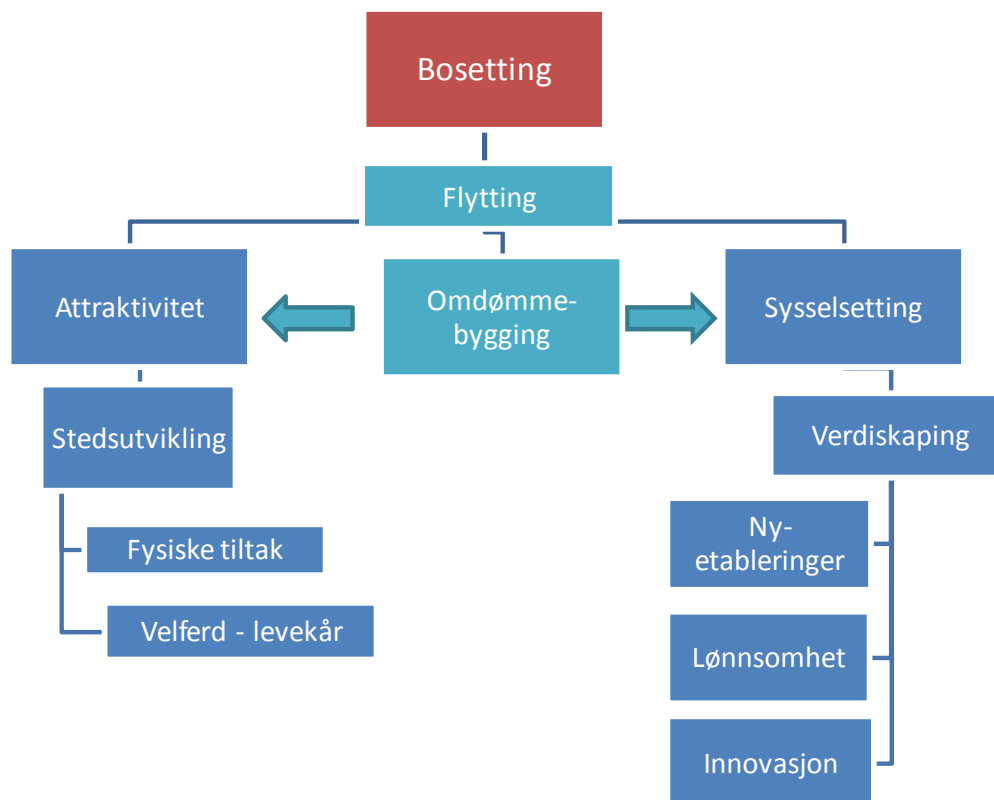 Bosetting
Flytting
Attraktivitet
Omdømme-
bygging
Sysselsetting
Stedsutvikling
Verdiskaping
Fysiske tiltak
Velferd - levekår
Ny-
etableringer
Lønnsomhet
Innovasjon